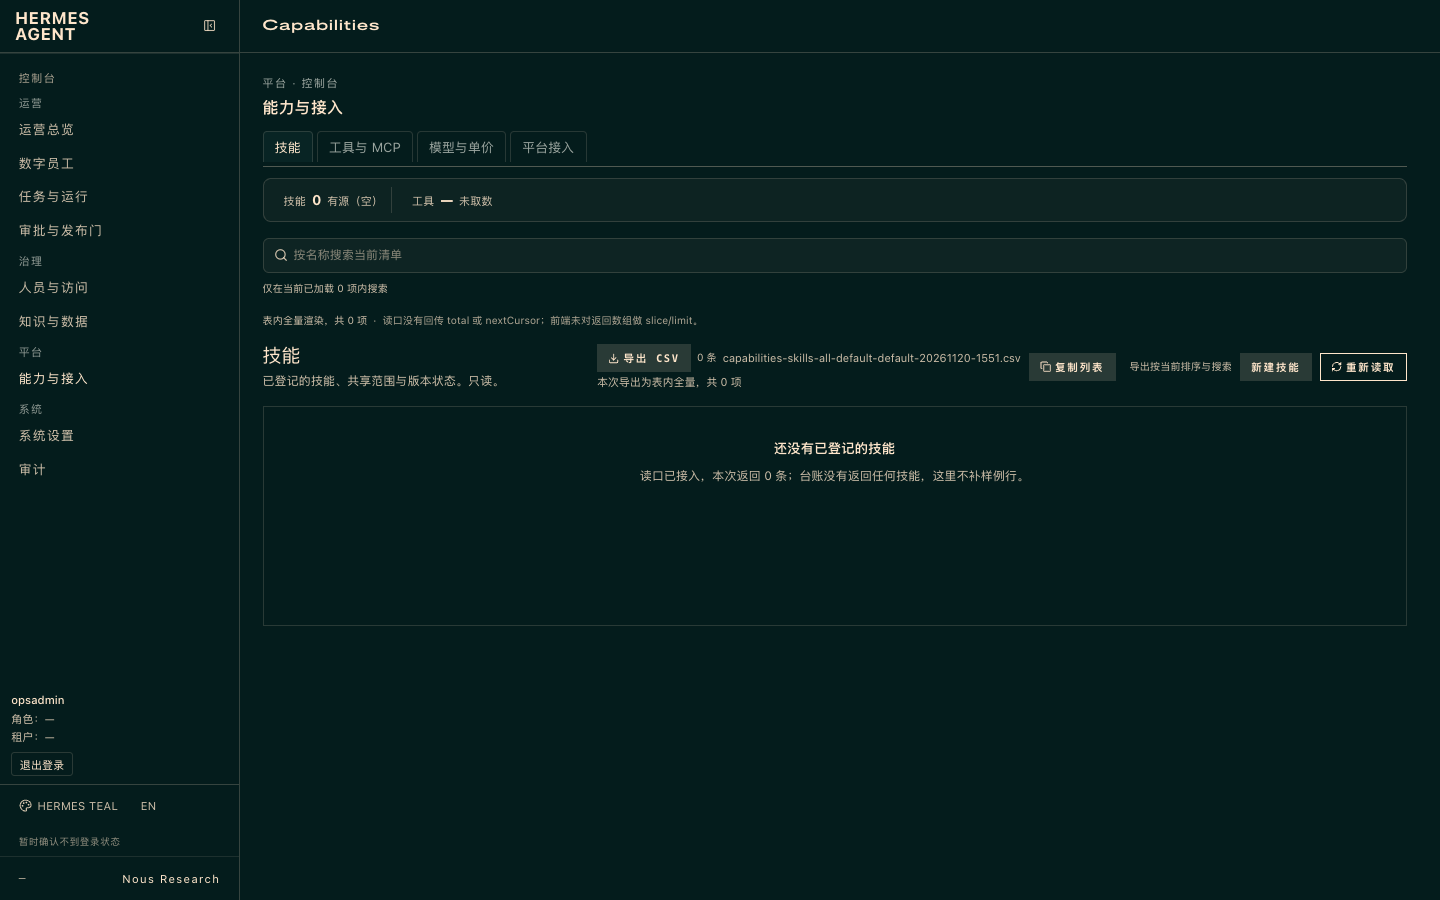 HERMES
AGENT
Capabilities
控制台
运营
运营总览
数字员工
任务与运行
审批与发布门
治理
人员与访问
知识与数据
平台
能力与接入
系统
系统设置
审计
opsadmin
角色：—
租户：—
退出登录
HERMES TEAL EN
暂时确认不到登录状态
— Nous Research
平台 · 控制台
能力与接入
技能 工具与 MCP 模型与单价 平台接入
技能 0 有源（空） 工具 — 未取数
按名称搜索当前清单
仅在当前已加载 0 项内搜索
表内全量渲染，共 0 项 · 读口没有回传 total 或 nextCursor；前端未对返回数组做 slice/limit。
技能
已登记的技能、共享范围与版本状态。只读。
导出 CSV 0 条 capabilities-skills-all-default-default-20261120-1551.csv
本次导出为表内全量，共 0 项
复制列表 导出按当前排序与搜索 新建技能 重新读取
还没有已登记的技能
读口已接入，本次返回 0 条；台账没有返回任何技能，这里不补样例行。